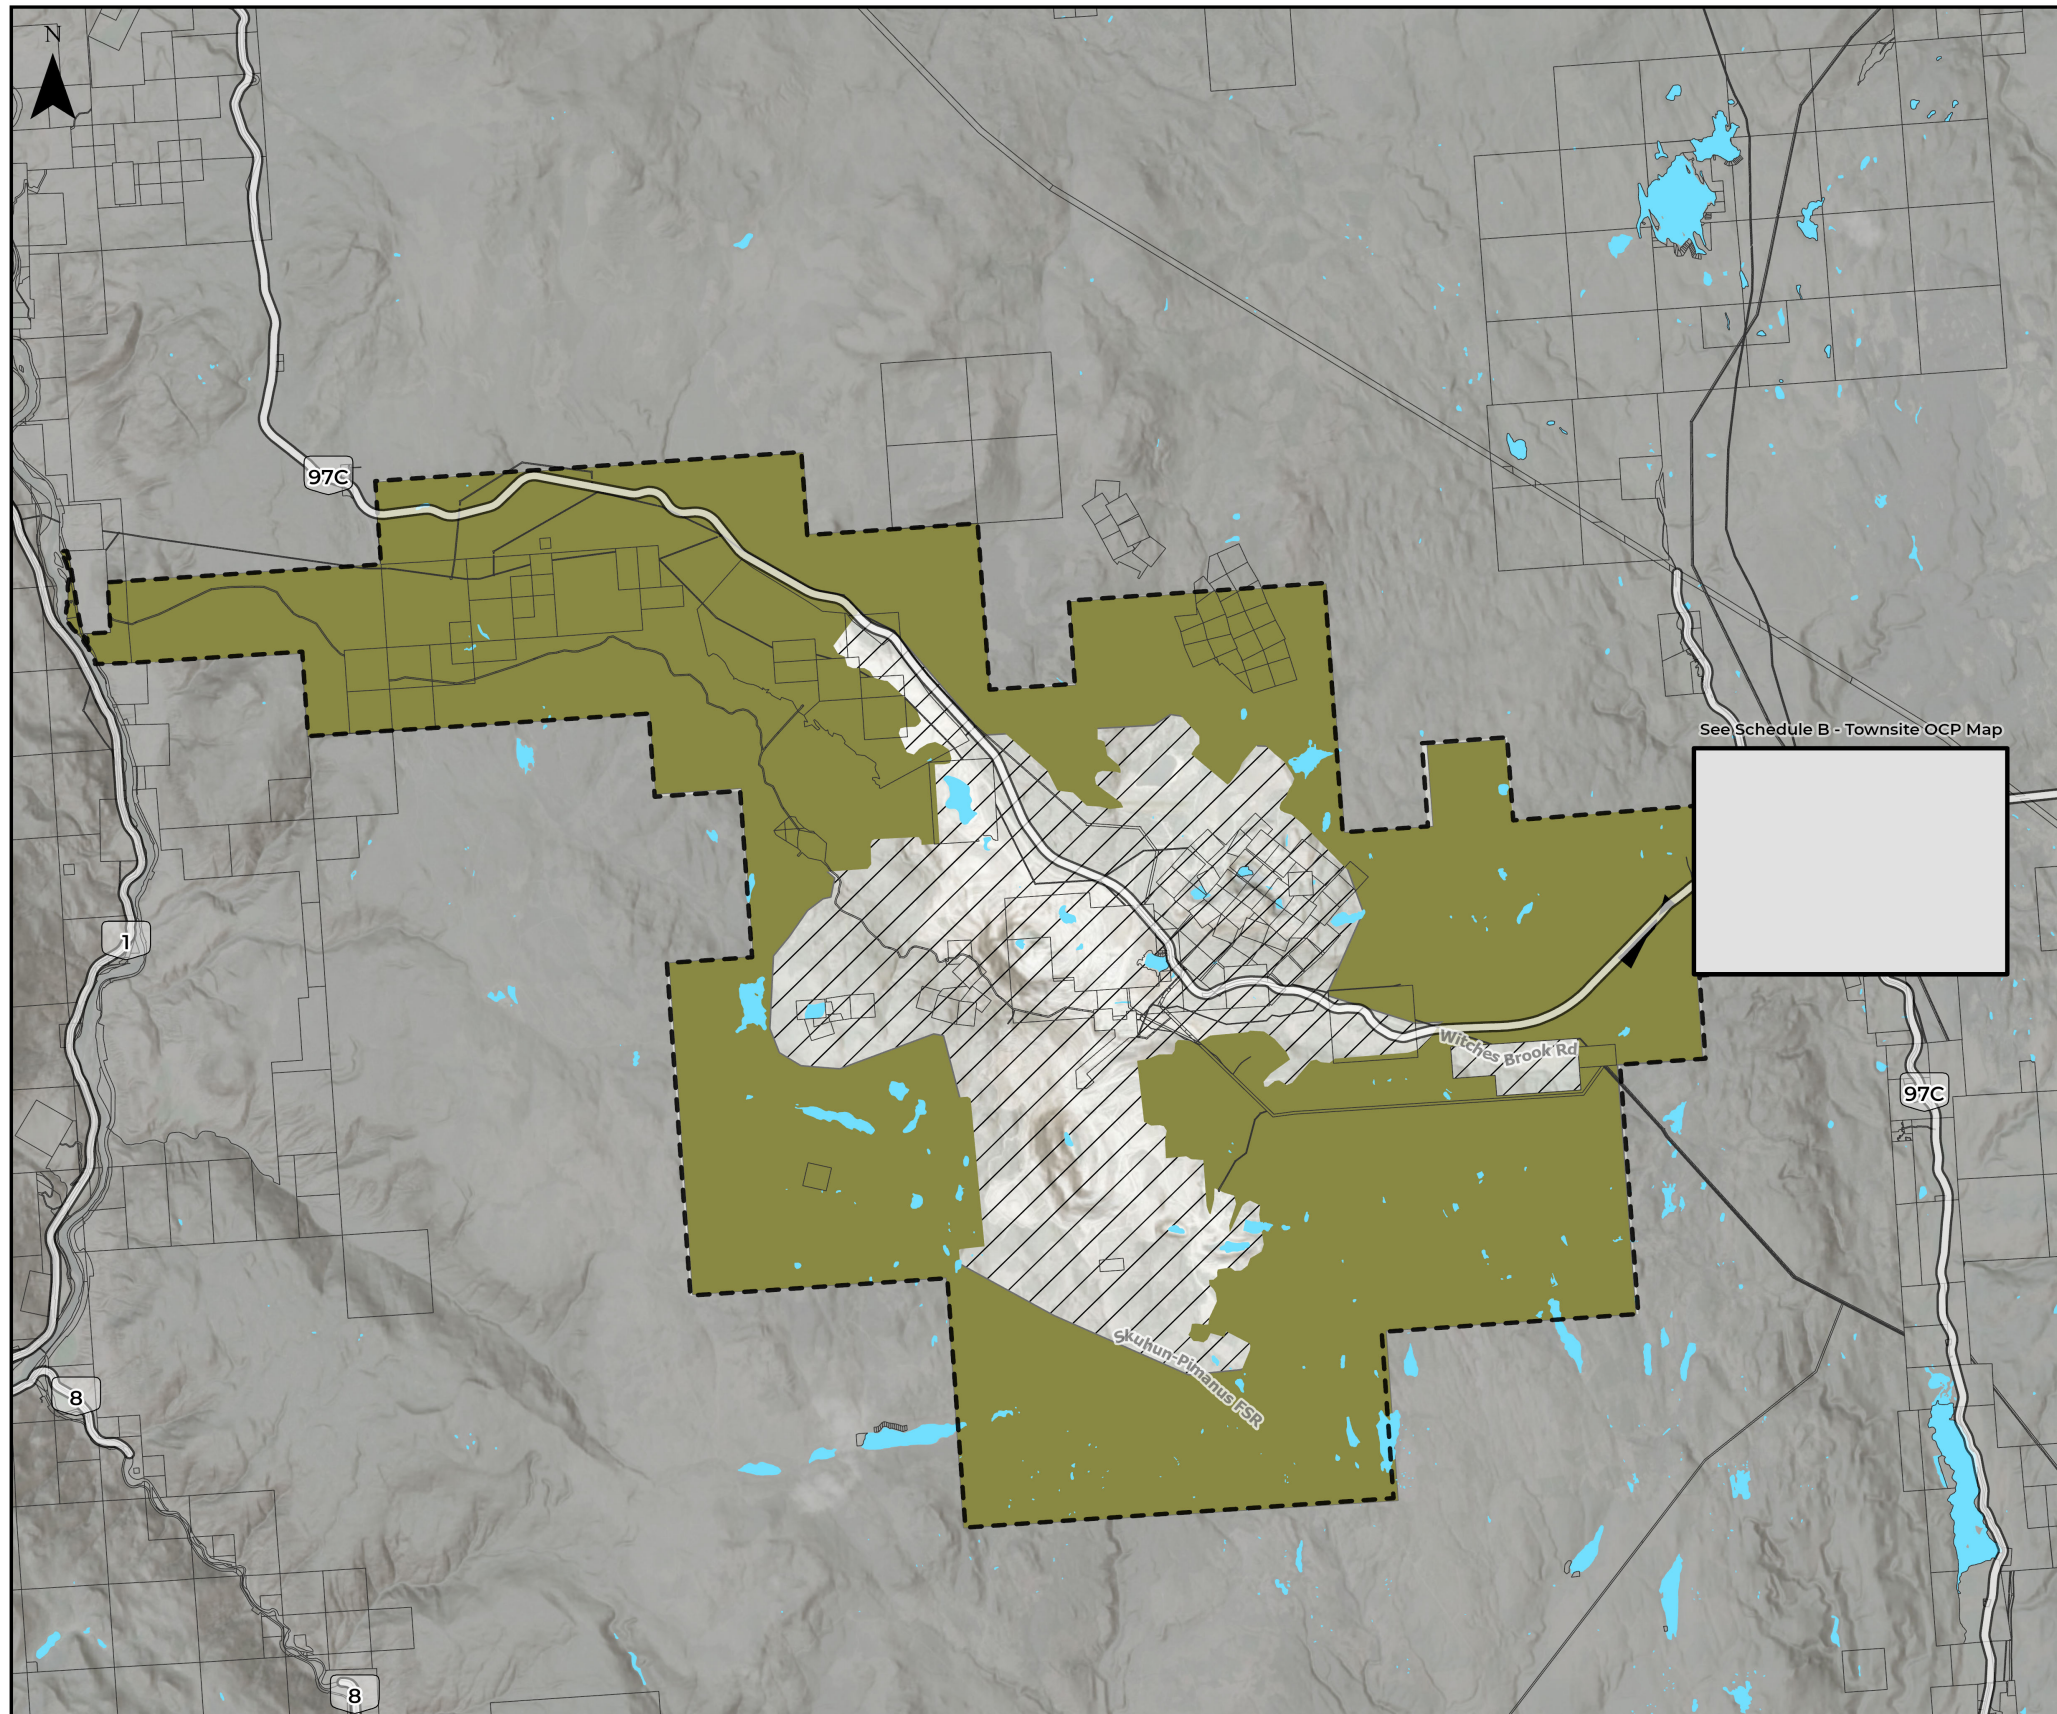 N
97C
See Schedule B - Townsite OCP Map
1
Witches Brook Rd
97C
Skuhun-Pimanus FSR
8
8